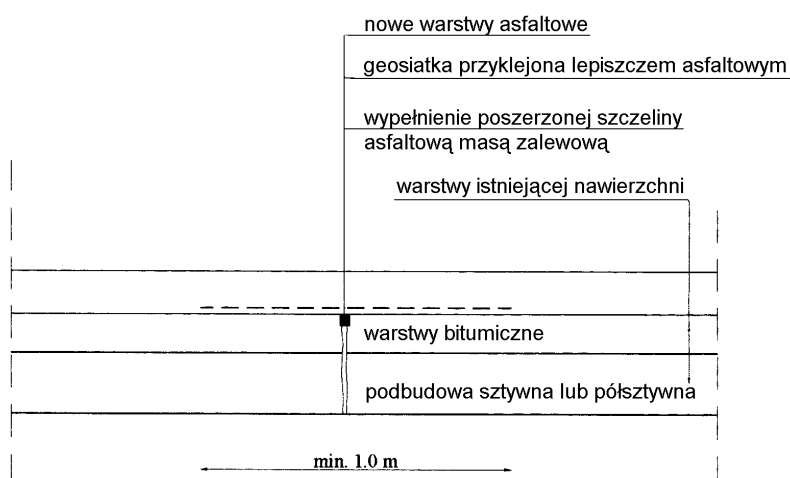 nowe warstwy asfaltowe
geosiatka przyklejona lepiszczem asfaltowym
wypełnienie poszerzonej szczeliny
asfaltową masą zalewową
warstwy istniejącej nawierzchni
warstwy bitumiczne
podbudowa sztywna lub półsztywna
min. 1.0 m